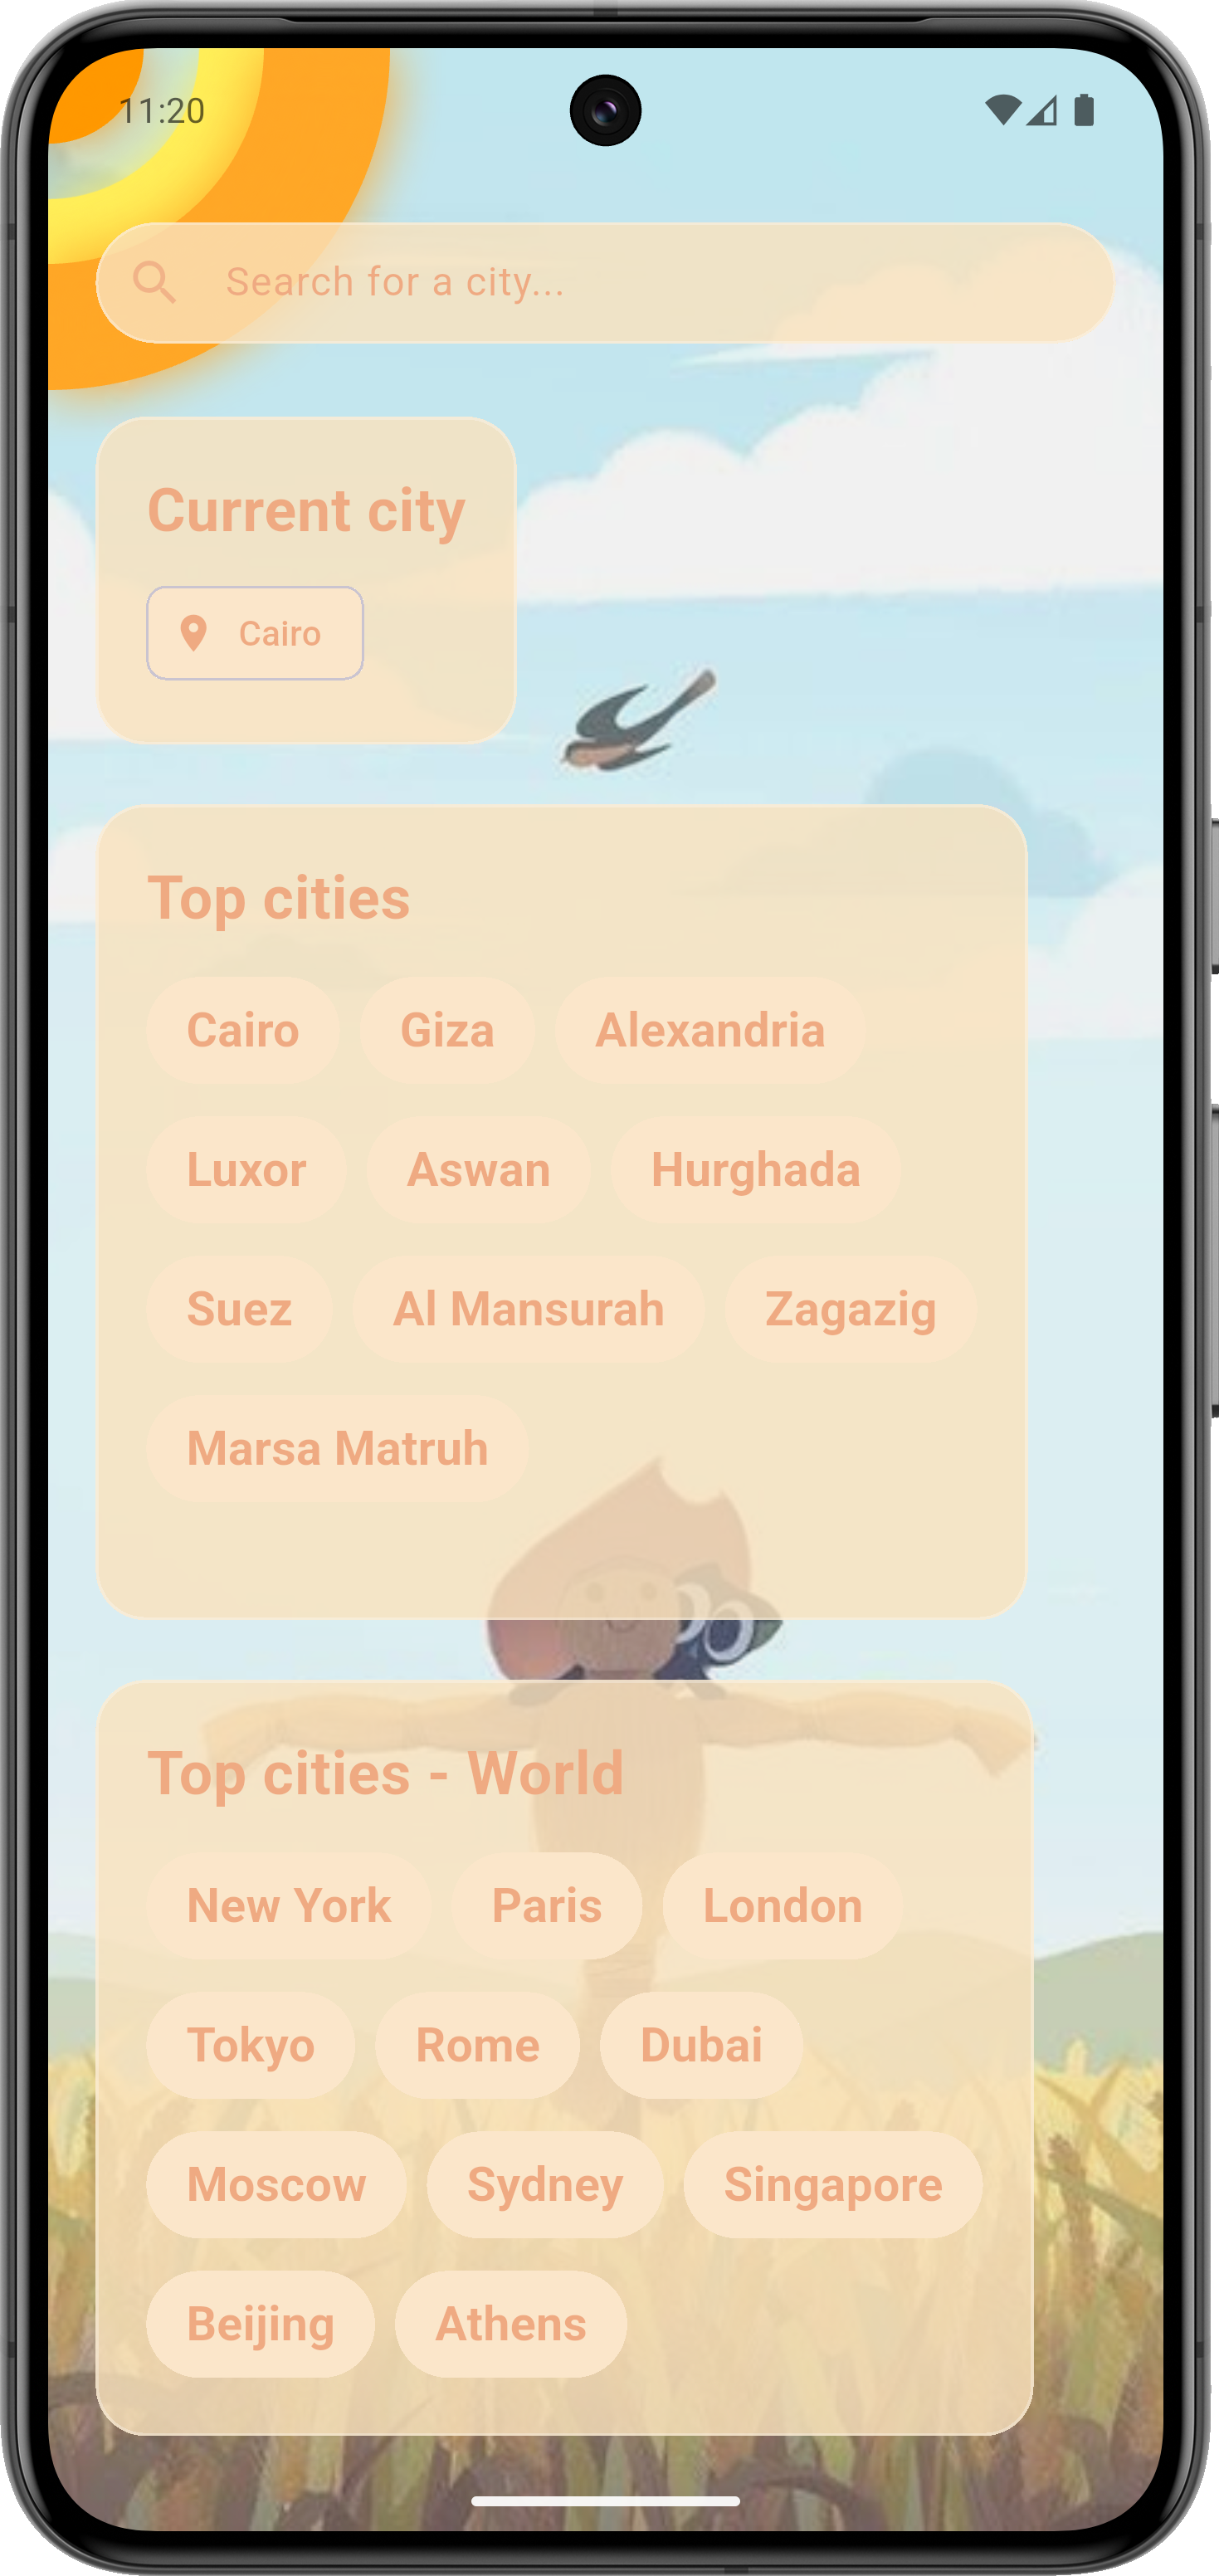 11:20
Search for a city...
Current city
Cairo
Top cities
Cairo Giza Alexandria
Luxor Aswan Hurghada
Suez Al Mansurah Zagazig
Marsa Matruh
Top cities - World
New York Paris London
Tokyo Rome Dubai
Moscow Sydney Singapore
Beijing Athens